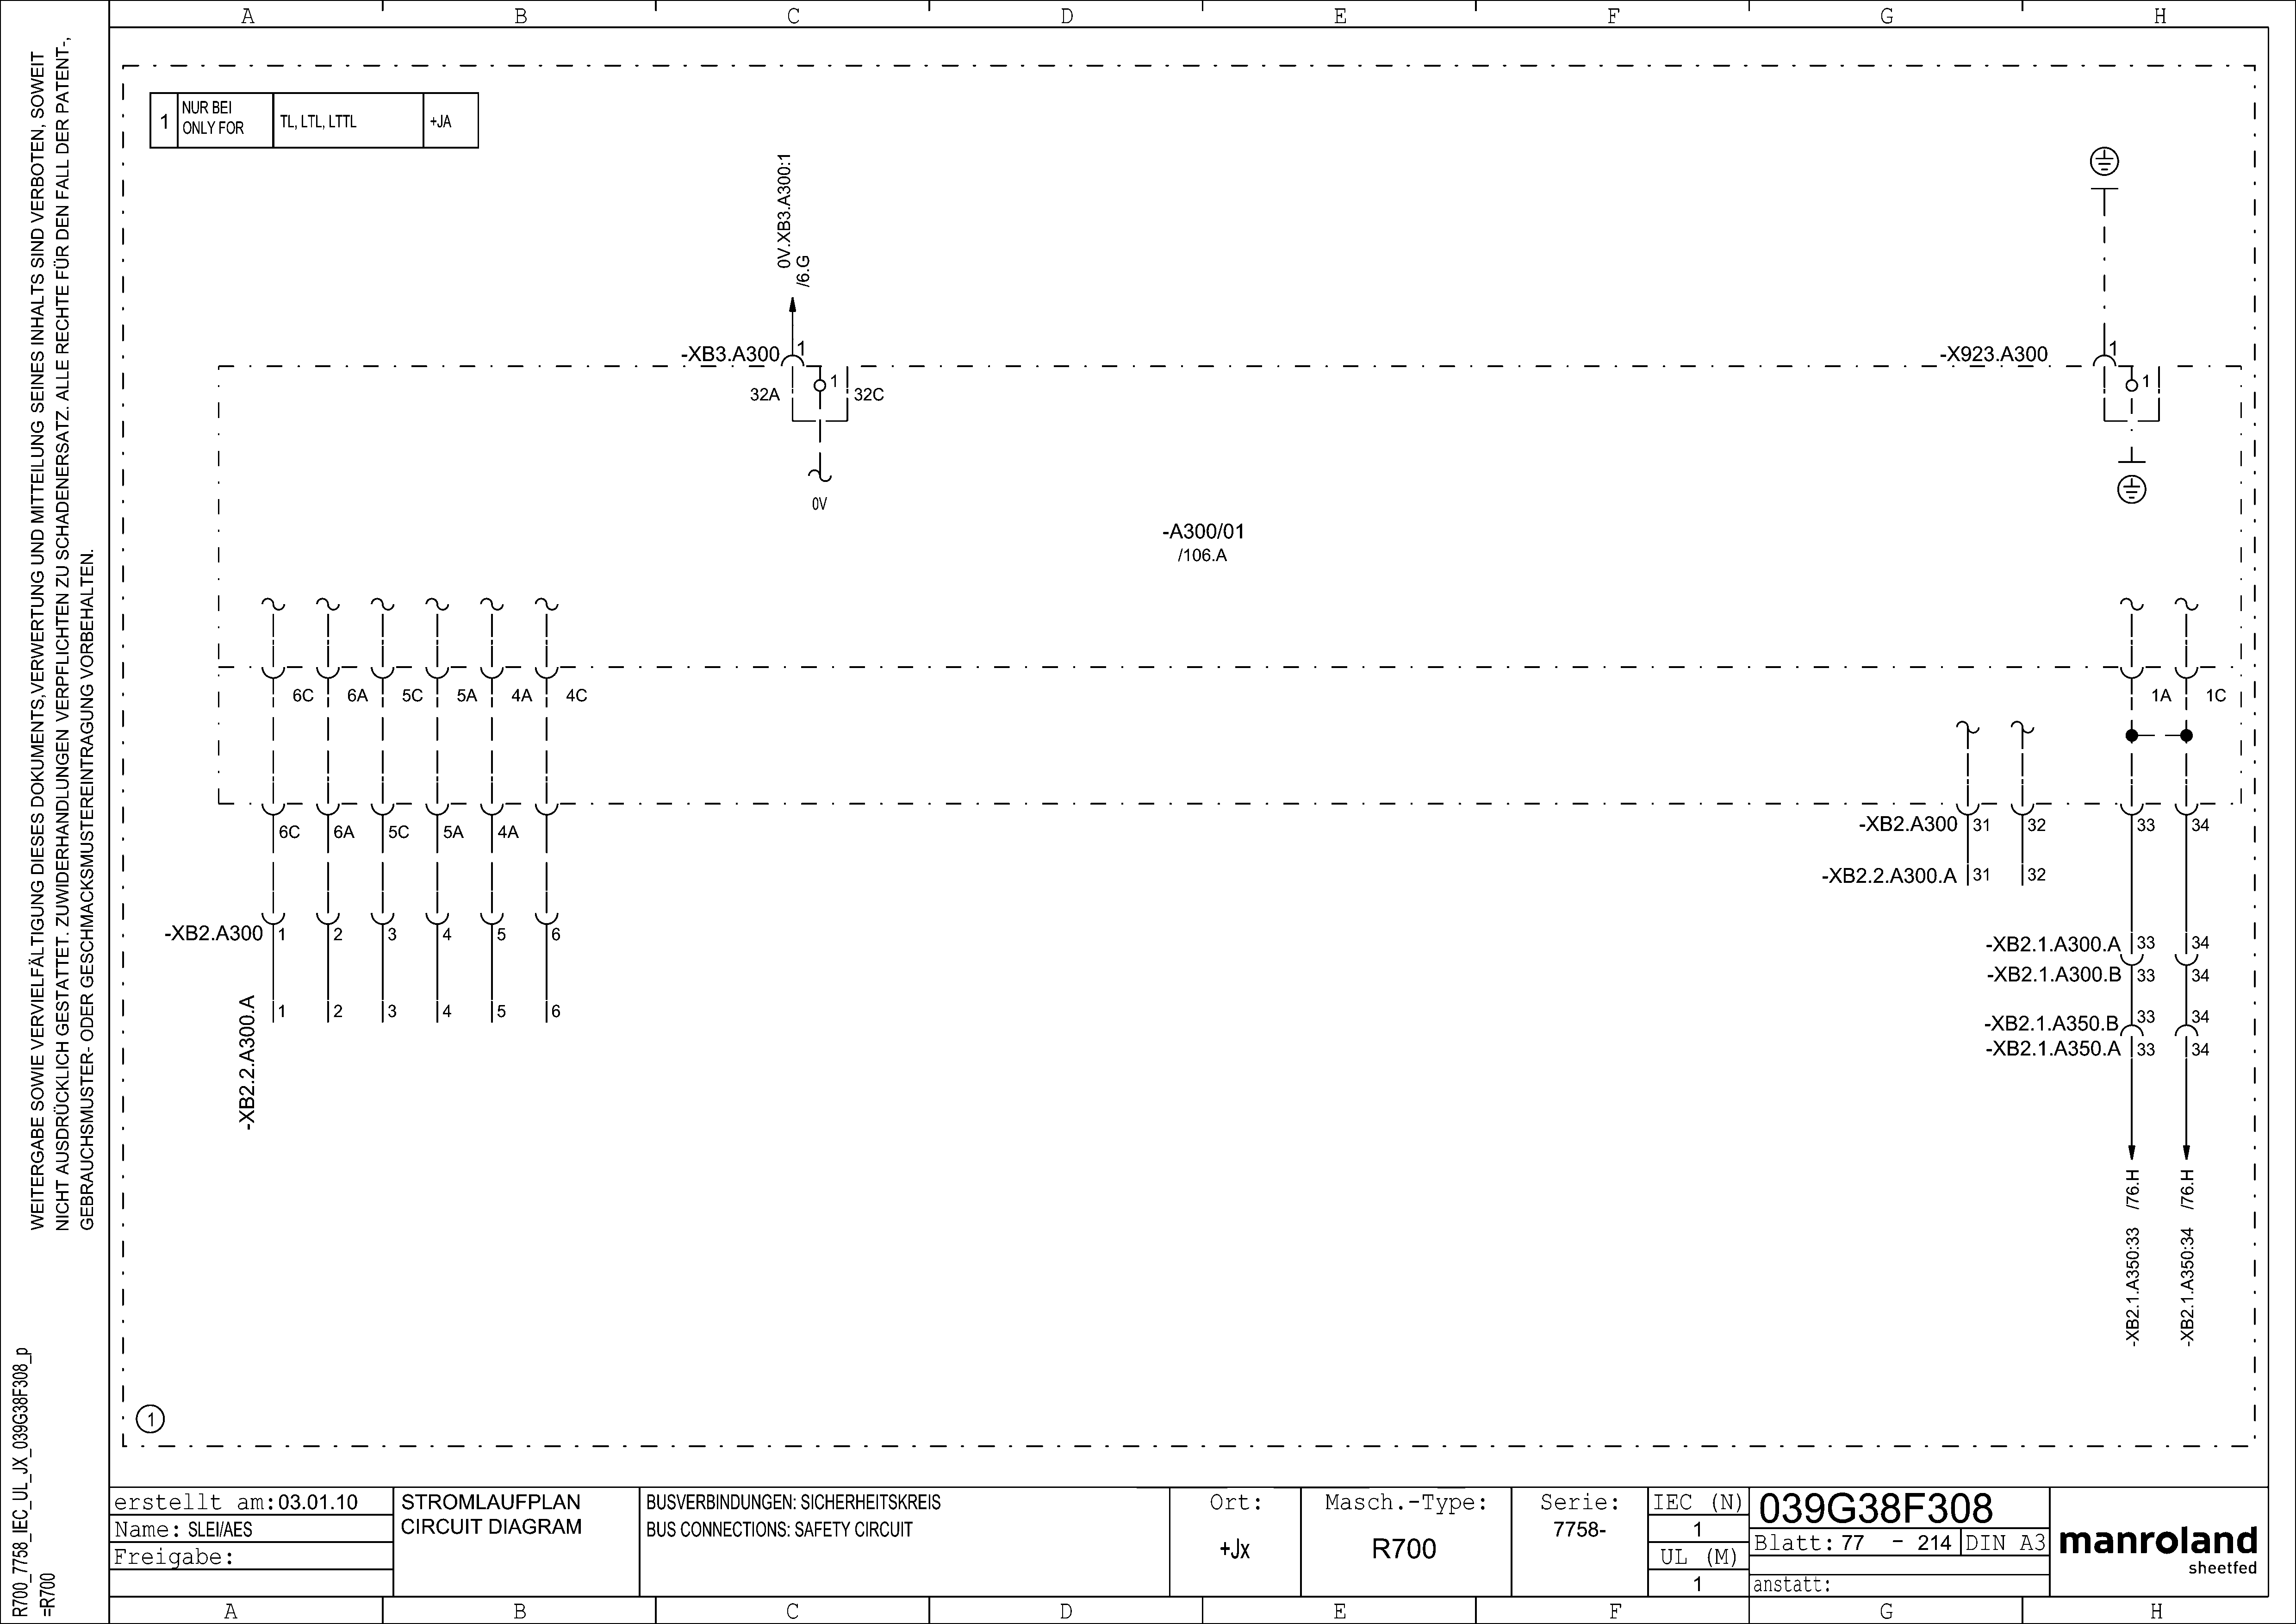 A B C D E F G H
WEITERGABE SOWIE VERVIELFÄLTIGUNG DIESES DOKUMENTS,VERWERTUNG UND MITTEILUNG SEINES INHALTS SIND VERBOTEN, SOWEIT
NICHT AUSDRÜCKLICH GESTATTET. ZUWIDERHANDLUNGEN VERPFLICHTEN ZU SCHADENERSATZ. ALLE RECHTE FÜR DEN FALL DER PATENT-,
GEBRAUCHSMUSTER- ODER GESCHMACKSMUSTEREINTRAGUNG VORBEHALTEN.
R700_7758_IEC_UL_JX_039G38F308_p
=R700
1
NUR BEI
ONLY FOR
TL, LTL, LTTL
+JA
0V.XB3.A300:1
/6.G
-XB3.A300 1
32A 1 32C
0V
-X923.A300 1
1
-A300/01
/106.A
6C 6A 5C 5A 4A 4C
1A 1C
6C 6A 5C 5A 4A
-XB2.A300 31 32 33 34
-XB2.2.A300.A 31 32
-XB2.A300 1 2 3 4 5 6
-XB2.2.A300.A
1 2 3 4 5 6
-XB2.1.A300.A 33 34
-XB2.1.A300.B 33 34
-XB2.1.A350.B 33 34
-XB2.1.A350.A 33 34
-XB2.1.A350:33 /76.H
-XB2.1.A350:34 /76.H
1
erstellt am: 03.01.10
Name: SLEI/AES
Freigabe:
STROMLAUFPLAN
CIRCUIT DIAGRAM
BUSVERBINDUNGEN: SICHERHEITSKREIS
BUS CONNECTIONS: SAFETY CIRCUIT
Ort:
+Jx
Masch.-Type:
R700
Serie:
7758-
IEC (N)
1
UL (M)
1
039G38F308
Blatt: 77 - 214 DIN A3
anstatt:
manroland
sheetfed
A B C D E F G H